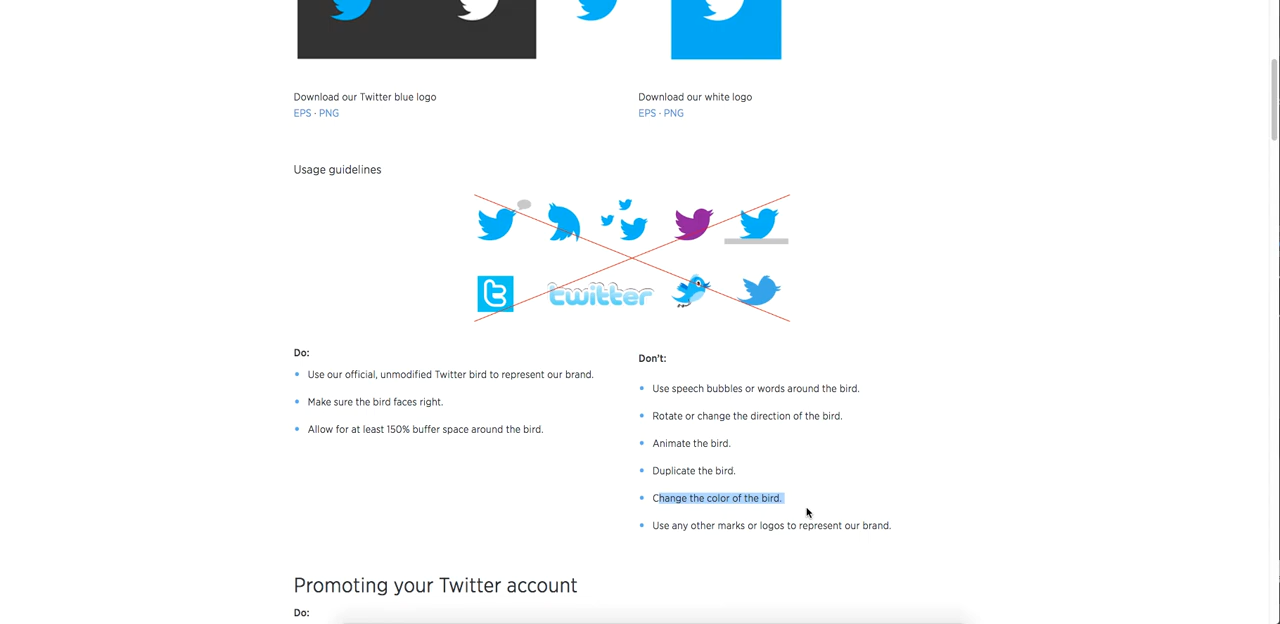 Download our Twitter blue logo
EPS · PNG
Download our white logo
EPS · PNG
Usage guidelines
t
twitter
Do:
• Use our official, unmodified Twitter bird to represent our brand.
• Make sure the bird faces right.
• Allow for at least 150% buffer space around the bird.
Don't:
• Use speech bubbles or words around the bird.
• Rotate or change the direction of the bird.
• Animate the bird.
• Duplicate the bird.
• Change the color of the bird.
• Use any other marks or logos to represent our brand.
Promoting your Twitter account
Do: